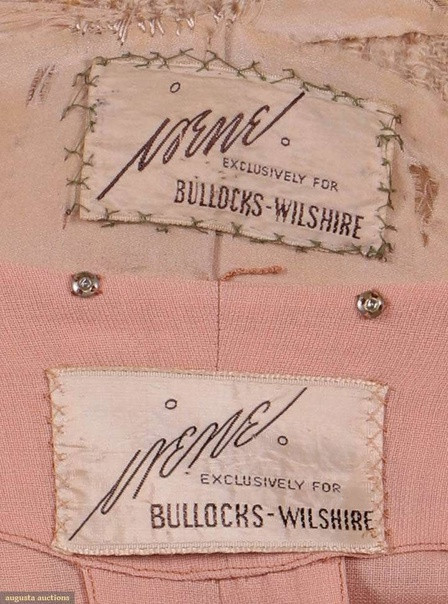 Irene
EXCLUSIVELY FOR
BULLOCKS-WILSHIRE
Irene
EXCLUSIVELY FOR
BULLOCKS-WILSHIRE
augusta auctions